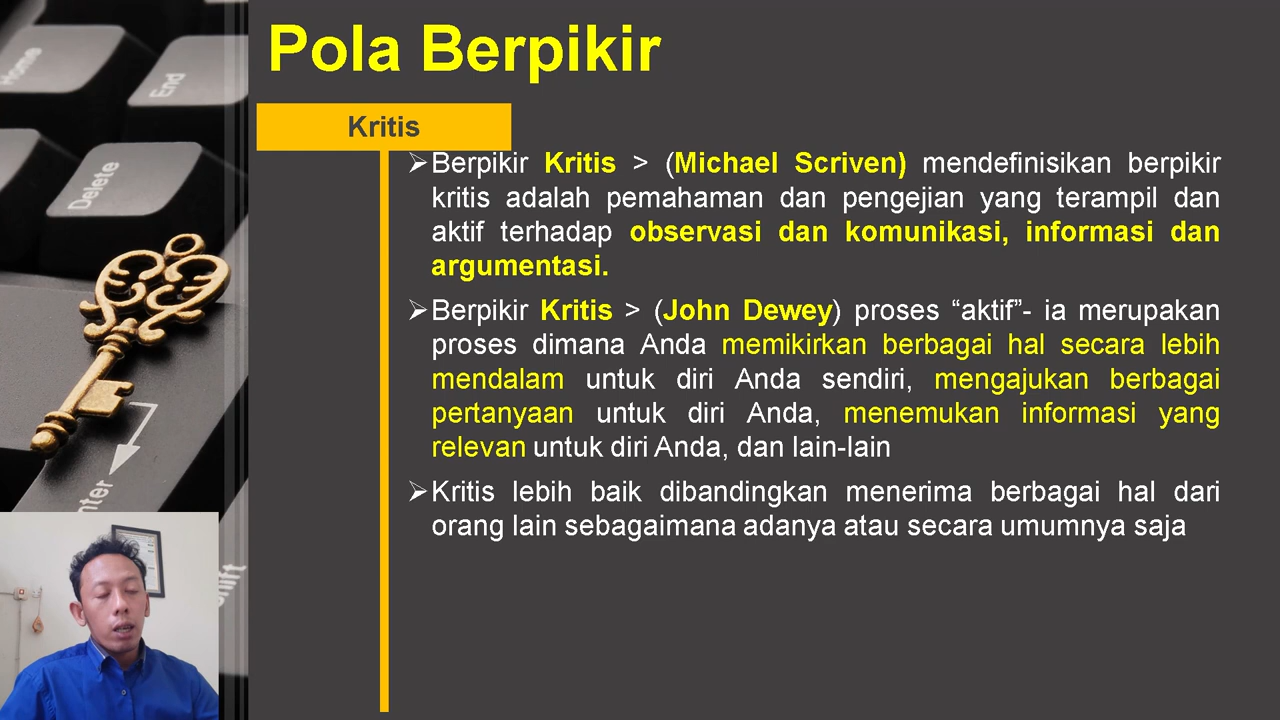 Pola Berpikir
Kritis
➢Berpikir Kritis > (Michael Scriven) mendefinisikan berpikir
kritis adalah pemahaman dan pengejian yang terampil dan
aktif terhadap observasi dan komunikasi, informasi dan
argumentasi.
➢Berpikir Kritis > (John Dewey) proses “aktif”- ia merupakan
proses dimana Anda memikirkan berbagai hal secara lebih
mendalam untuk diri Anda sendiri, mengajukan berbagai
pertanyaan untuk diri Anda, menemukan informasi yang
relevan untuk diri Anda, dan lain-lain
➢Kritis lebih baik dibandingkan menerima berbagai hal dari
orang lain sebagaimana adanya atau secara umumnya saja
Home
End
Delete
nter
hift